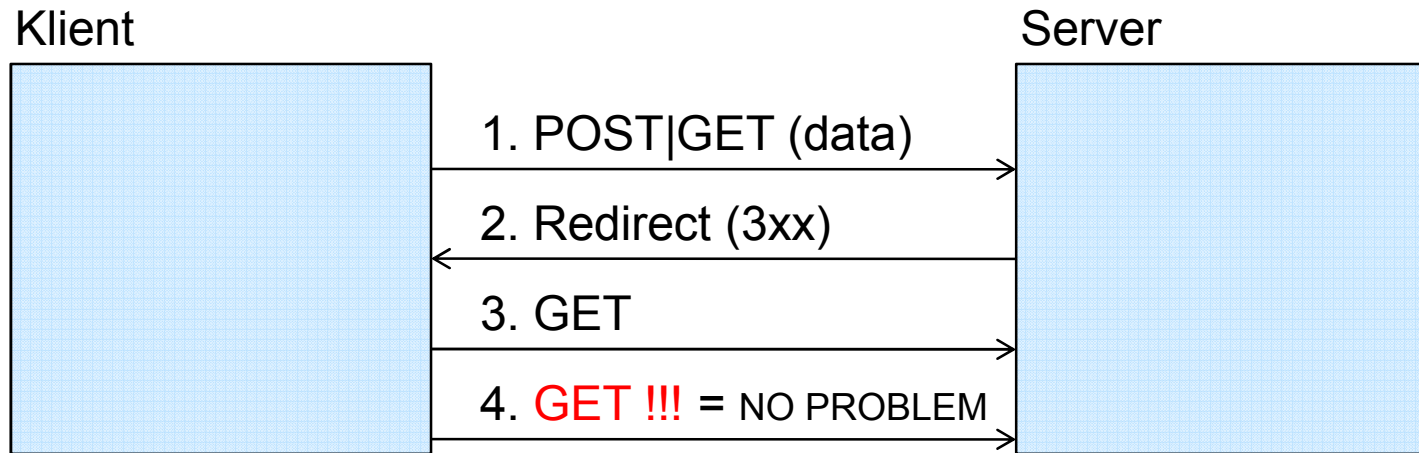 Klient
Server
1. POST|GET (data)
2. Redirect (3xx)
3. GET
4. GET !!! = NO PROBLEM